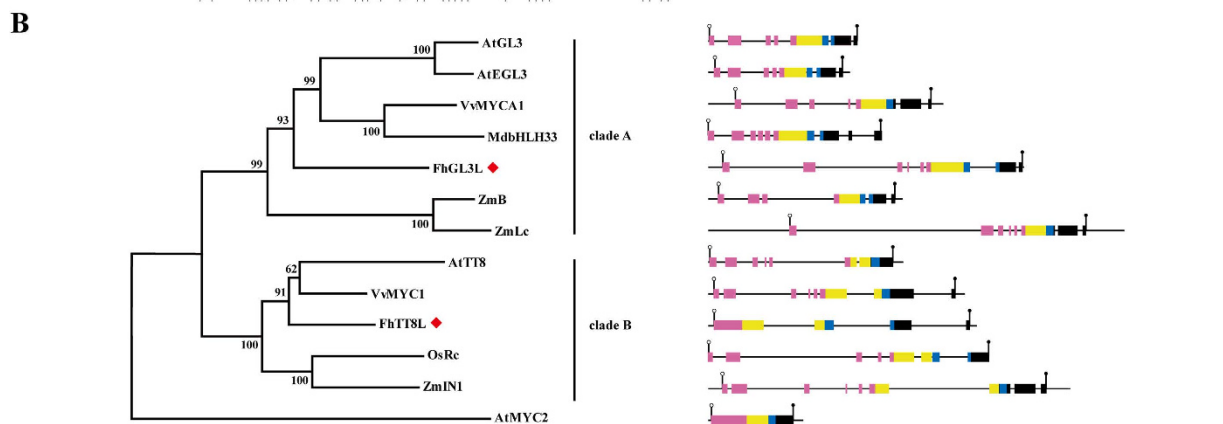 B
AtGL3
100
AtEGL3
99
VvMYCA1
93
100
MdbHLH33
clade A
99
FhGL3L
ZmB
100
ZmLc
AtTT8
62
VvMYC1
91
FhTT8L
clade B
100
OsRc
100
ZmIN1
AtMYC2